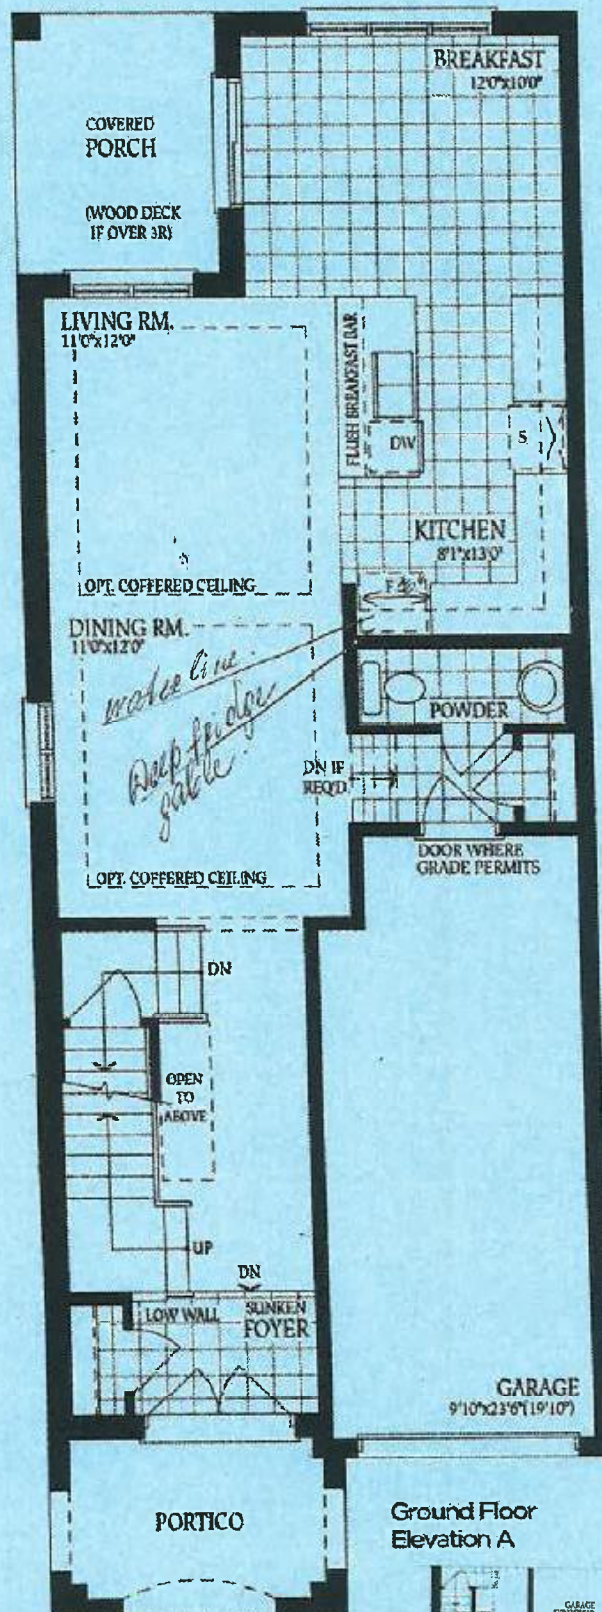 BREAKFAST
12'0"x10'0"
COVERED
PORCH
(WOOD DECK
IF OVER 3R)
LIVING RM.
11'0"x12'0"
FLUSH BREAKFAST BAR
DW
S
KITCHEN
8'1"x13'0"
F
OPT. COFFERED CEILING
DINING RM.
11'0"x12'0"
water line
Deep fridge
gable
POWDER
DN IF
REQ'D
DOOR WHERE
GRADE PERMITS
OPT. COFFERED CEILING
DN
OPEN
TO
ABOVE
UP
DN
LOW WALL
SUNKEN
FOYER
GARAGE
9'10"x23'6"(19'10")
PORTICO
Ground Floor
Elevation A
GARAGE